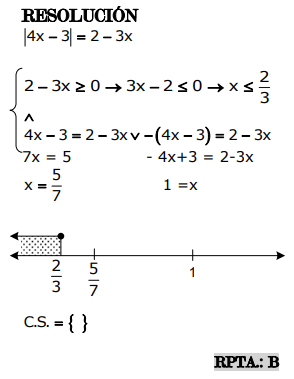 RESOLUCIÓN
|4x – 3| = 2 – 3x
2 – 3x ≥ 0 → 3x – 2 ≤ 0 → x ≤ 2/3
∧
4x – 3 = 2 – 3x ∨ –(4x – 3) = 2 – 3x
7x = 5 - 4x+3 = 2-3x
x = 5/7 1 =x
2/3 5/7 1
C.S. = { }
RPTA: B